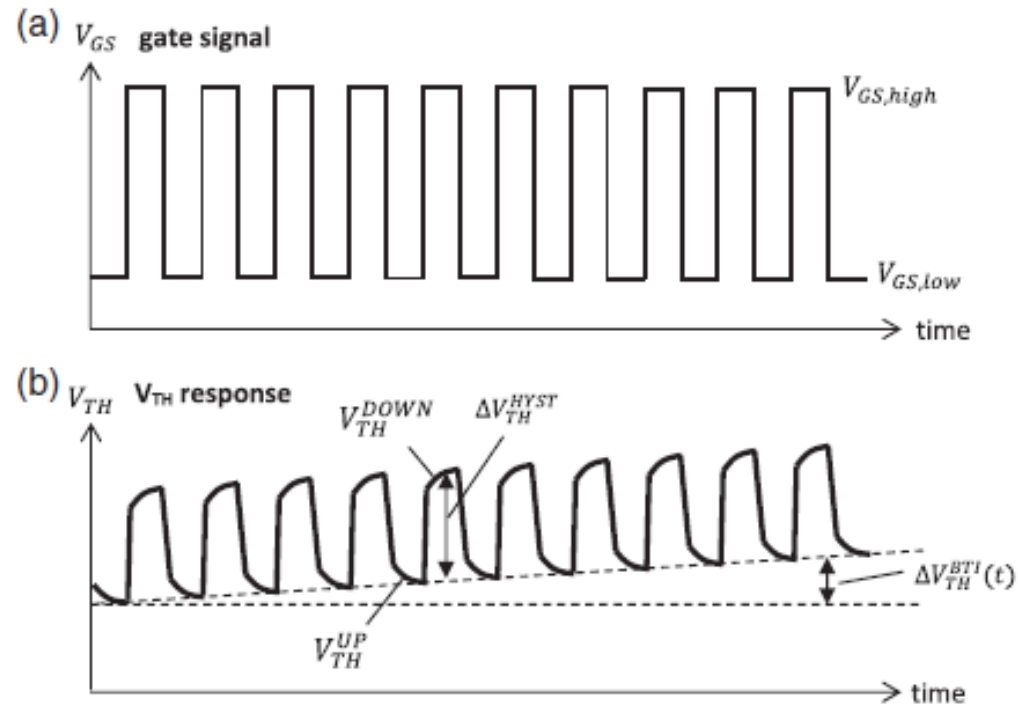 (a) V_GS gate signal
V_GS,high
V_GS,low
time
(b) V_TH V_TH response
V_TH^DOWN ΔV_TH^HYST
ΔV_TH^BTI(t)
V_TH^UP
time